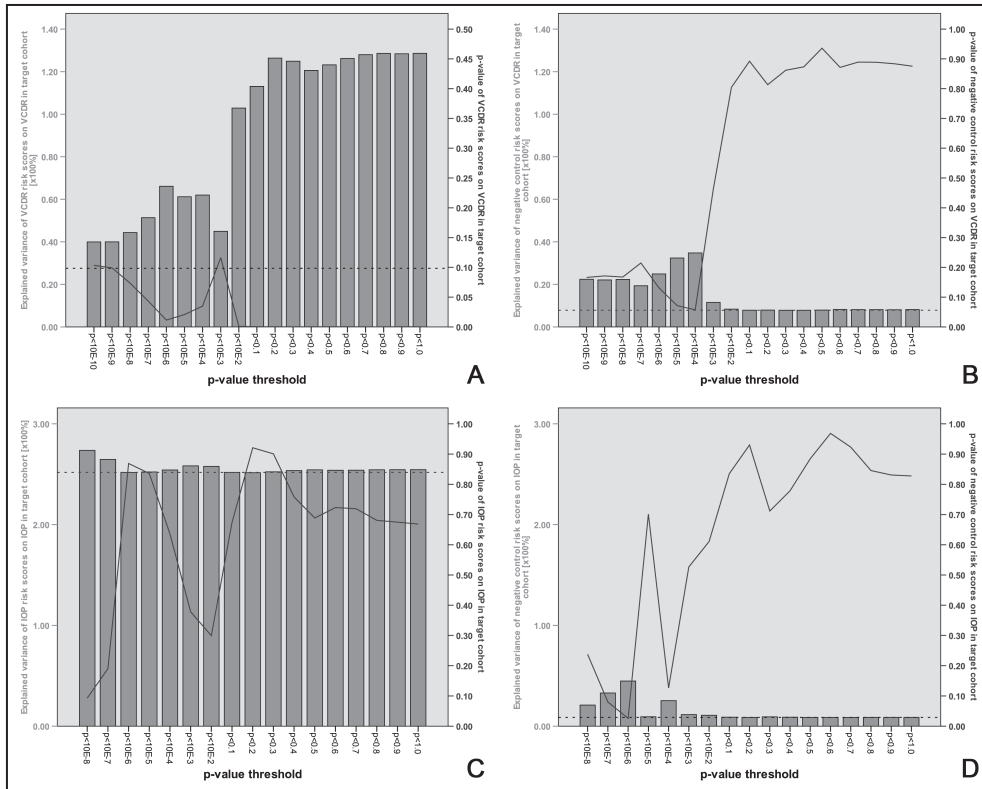 Explained variance of VCDR risk scores on VCDR in target cohort
[x100%]
1.40
1.20
1.00
0.80
0.60
0.40
0.20
0.00
0.50
0.45
0.40
0.35
0.30
0.25
0.20
0.15
0.10
0.05
0.00
p-value of VCDR risk scores on VCDR in target cohort
p<10E-10
p<10E-9
p<10E-8
p<10E-7
p<10E-6
p<10E-5
p<10E-4
p<10E-3
p<10E-2
p<0.1
p<0.2
p<0.3
p<0.4
p<0.5
p<0.6
p<0.7
p<0.8
p<0.9
p<1.0
p-value threshold
A
Explained variance of negative control risk scores on VCDR in target
cohort [x100%]
1.40
1.20
1.00
0.80
0.60
0.40
0.20
0.00
1.00
0.90
0.80
0.70
0.60
0.50
0.40
0.30
0.20
0.10
0.00
p-value of negative control risk scores on VCDR in target cohort
p<10E-10
p<10E-9
p<10E-8
p<10E-7
p<10E-6
p<10E-5
p<10E-4
p<10E-3
p<10E-2
p<0.1
p<0.2
p<0.3
p<0.4
p<0.5
p<0.6
p<0.7
p<0.8
p<0.9
p<1.0
p-value threshold
B
Explained variance of IOP risk scores on IOP in target cohort [x100%]
3.00
2.00
1.00
0.00
1.00
0.90
0.80
0.70
0.60
0.50
0.40
0.30
0.20
0.10
0.00
p-value of IOP risk scores on IOP in target cohort
p<10E-8
p<10E-7
p<10E-6
p<10E-5
p<10E-4
p<10E-3
p<10E-2
p<0.1
p<0.2
p<0.3
p<0.4
p<0.5
p<0.6
p<0.7
p<0.8
p<0.9
p<1.0
p-value threshold
C
Explained variance of negative control risk scores on IOP in target
cohort [x100%]
3.00
2.00
1.00
0.00
1.00
0.90
0.80
0.70
0.60
0.50
0.40
0.30
0.20
0.10
0.00
p-value of negative control risk scores on IOP in target cohort
p<10E-8
p<10E-7
p<10E-6
p<10E-5
p<10E-4
p<10E-3
p<10E-2
p<0.1
p<0.2
p<0.3
p<0.4
p<0.5
p<0.6
p<0.7
p<0.8
p<0.9
p<1.0
p-value threshold
D